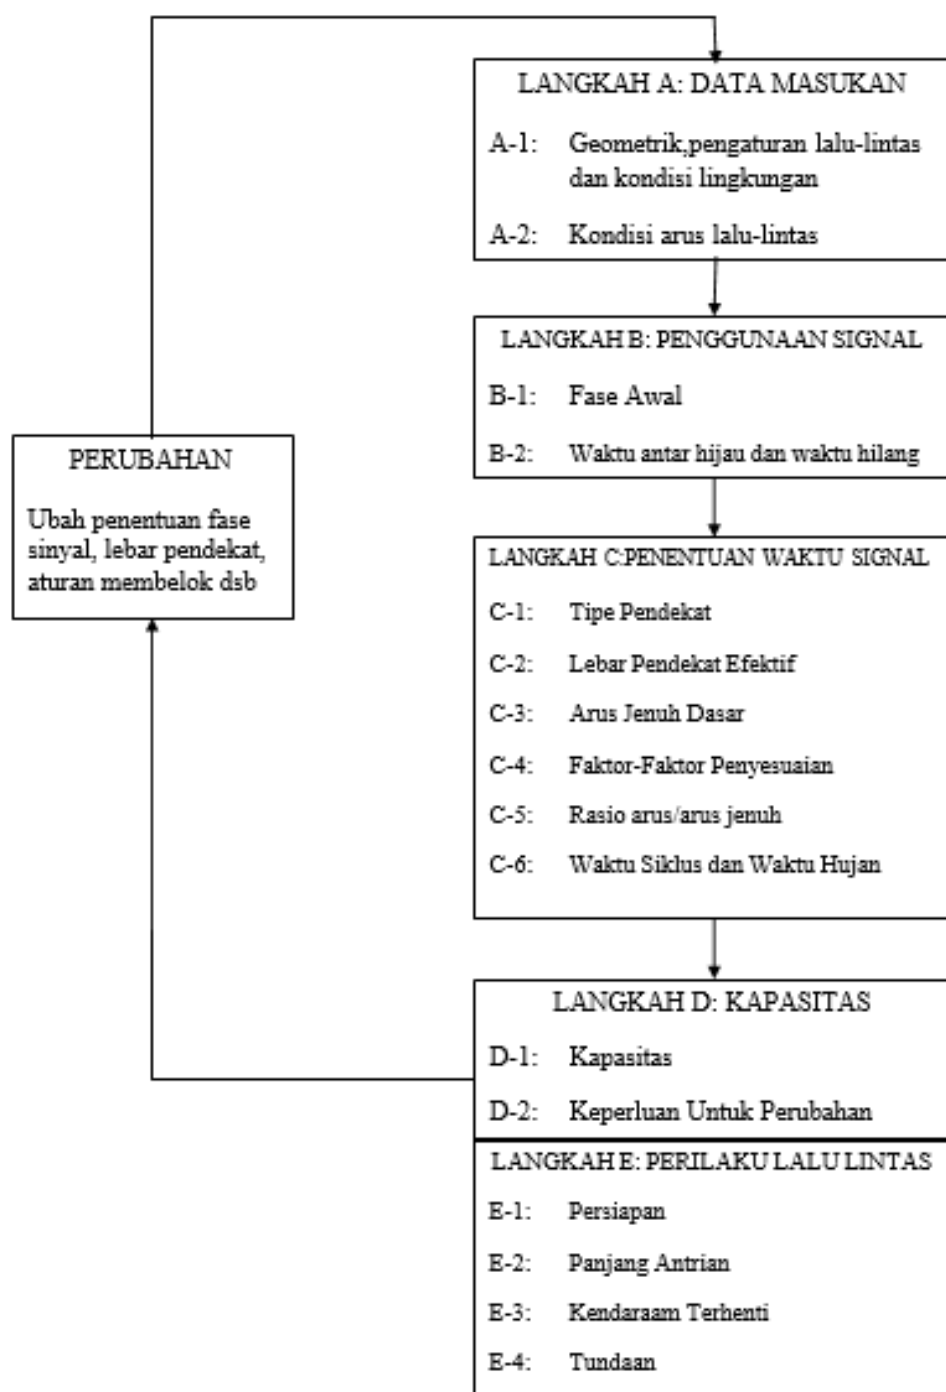 LANGKAH A: DATA MASUKAN
A-1: Geometrik,pengaturan lalu-lintas
dan kondisi lingkungan
A-2: Kondisi arus lalu-lintas
LANGKAH B: PENGGUNAAN SIGNAL
B-1: Fase Awal
B-2: Waktu antar hijau dan waktu hilang
PERUBAHAN
Ubah penentuan fase
sinyal, lebar pendekat,
aturan membelok dsb
LANGKAH C:PENENTUAN WAKTU SIGNAL
C-1: Tipe Pendekat
C-2: Lebar Pendekat Efektif
C-3: Arus Jenuh Dasar
C-4: Faktor-Faktor Penyesuaian
C-5: Rasio arus/arus jenuh
C-6: Waktu Siklus dan Waktu Hujan
LANGKAH D: KAPASITAS
D-1: Kapasitas
D-2: Keperluan Untuk Perubahan
LANGKAH E: PERILAKU LALU LINTAS
E-1: Persiapan
E-2: Panjang Antrian
E-3: Kendaraam Terhenti
E-4: Tundaan